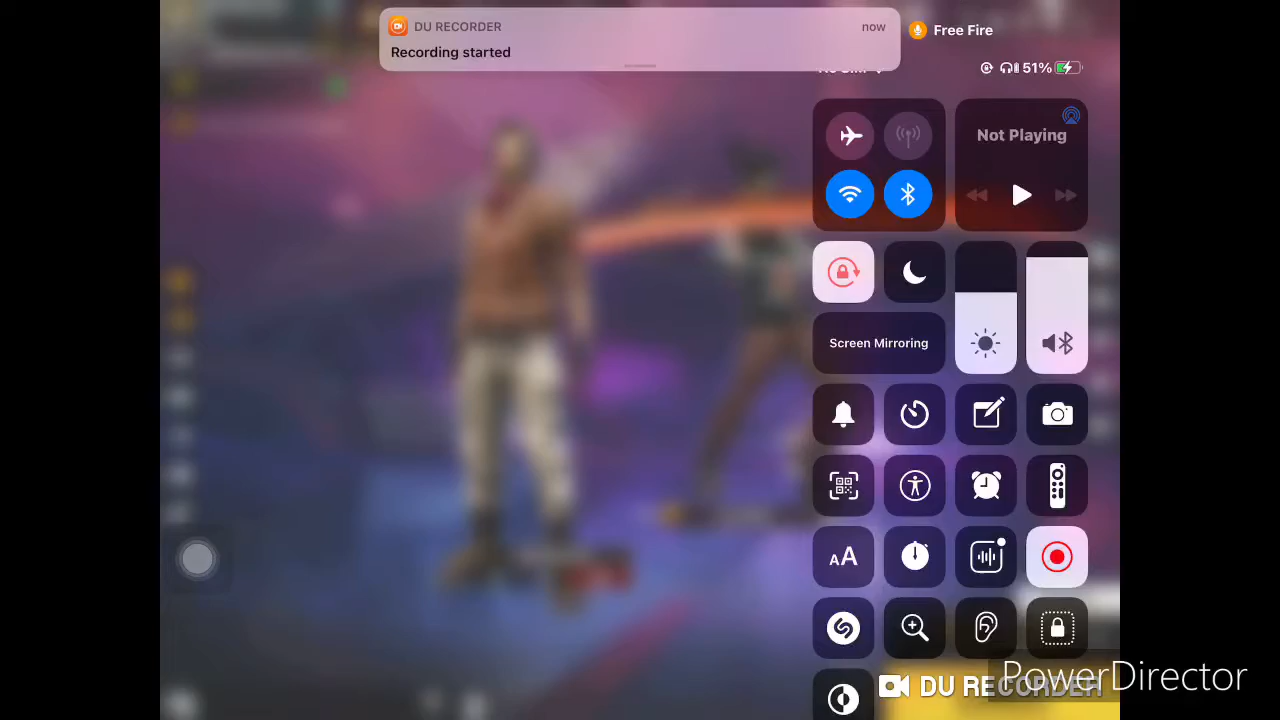 DU RECORDER
now
Recording started
Free Fire
51%
Not Playing
Screen Mirroring
AA
DU RECORDER
PowerDirector